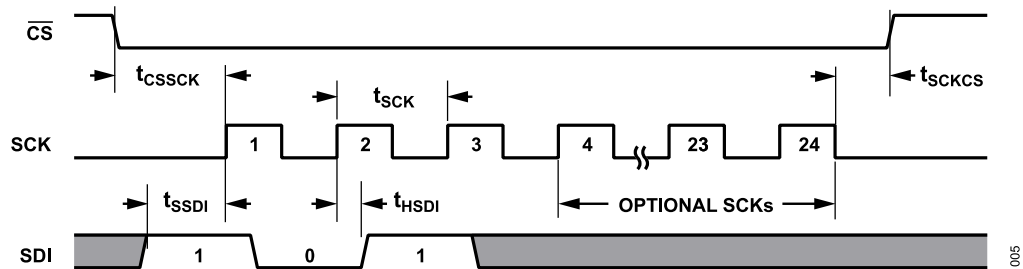 CS
tCSSCK
tSCKCS
tSCK
SCK
1 2 3 4 23 24
tSSDI
tHSDI
OPTIONAL SCKs
SDI
1 0 1
005